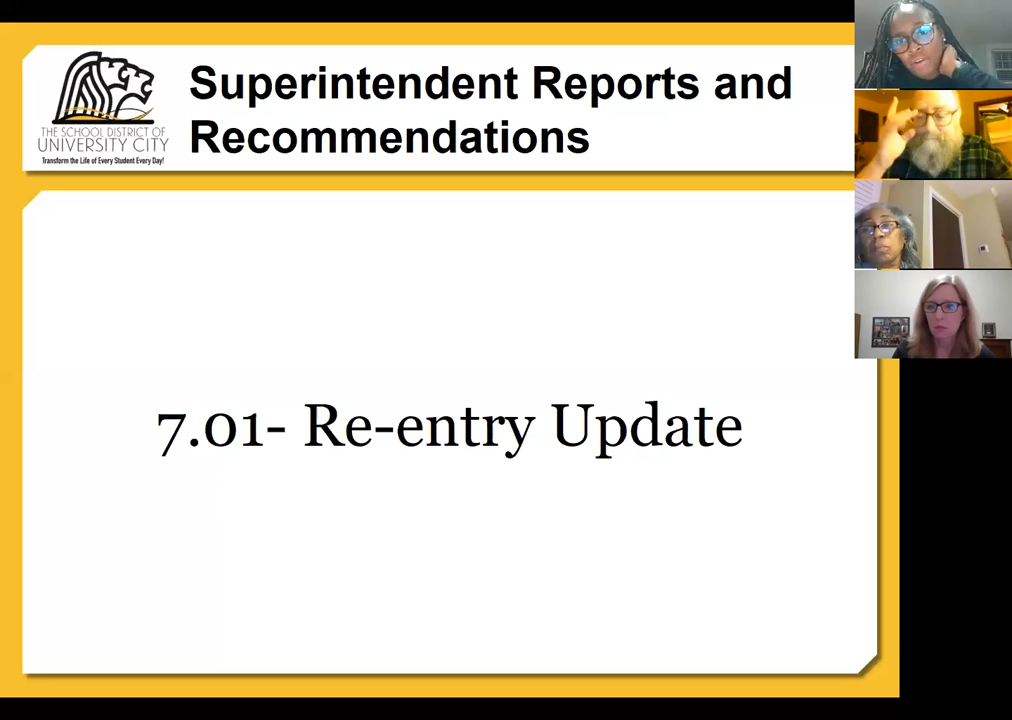 Superintendent Reports and
Recommendations
THE SCHOOL DISTRICT OF
UNIVERSITY CITY
Transform the Life of Every Student Every Day!
7.01- Re-entry Update